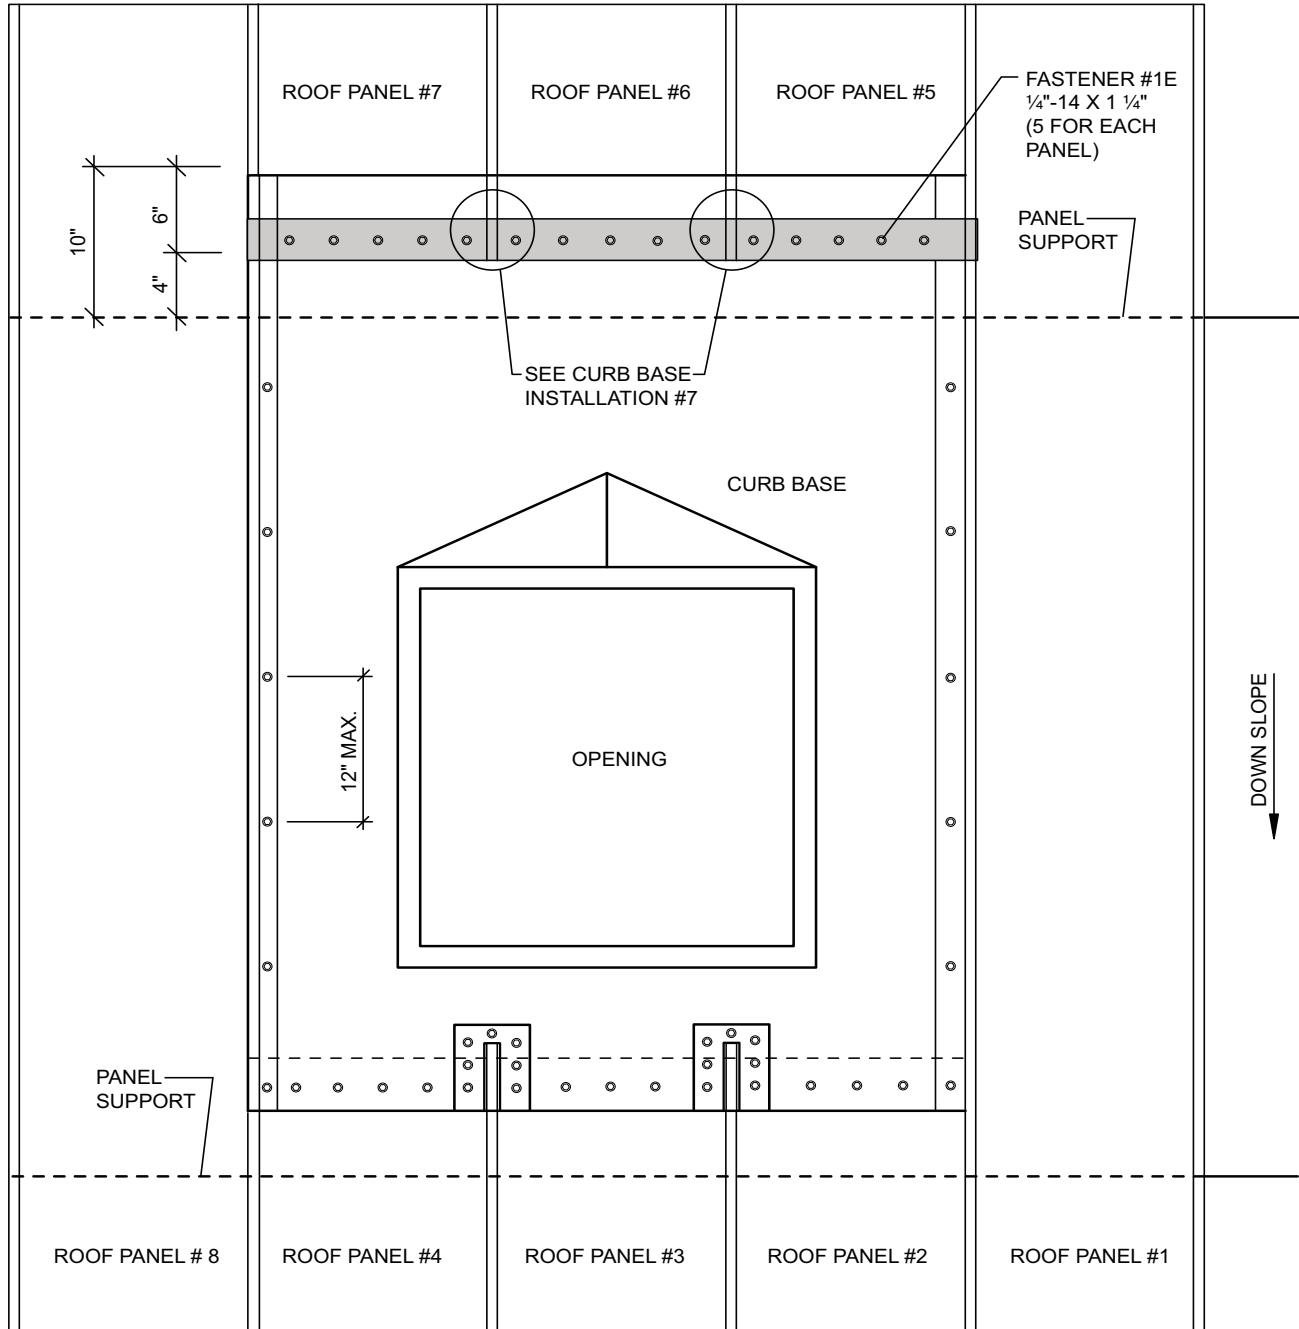 ROOF PANEL #7
ROOF PANEL #6
ROOF PANEL #5
FASTENER #1E
¼"-14 X 1 ¼"
(5 FOR EACH
PANEL)
10"
6"
4"
PANEL
SUPPORT
SEE CURB BASE
INSTALLATION #7
CURB BASE
12" MAX.
OPENING
DOWN SLOPE
PANEL
SUPPORT
ROOF PANEL # 8
ROOF PANEL #4
ROOF PANEL #3
ROOF PANEL #2
ROOF PANEL #1